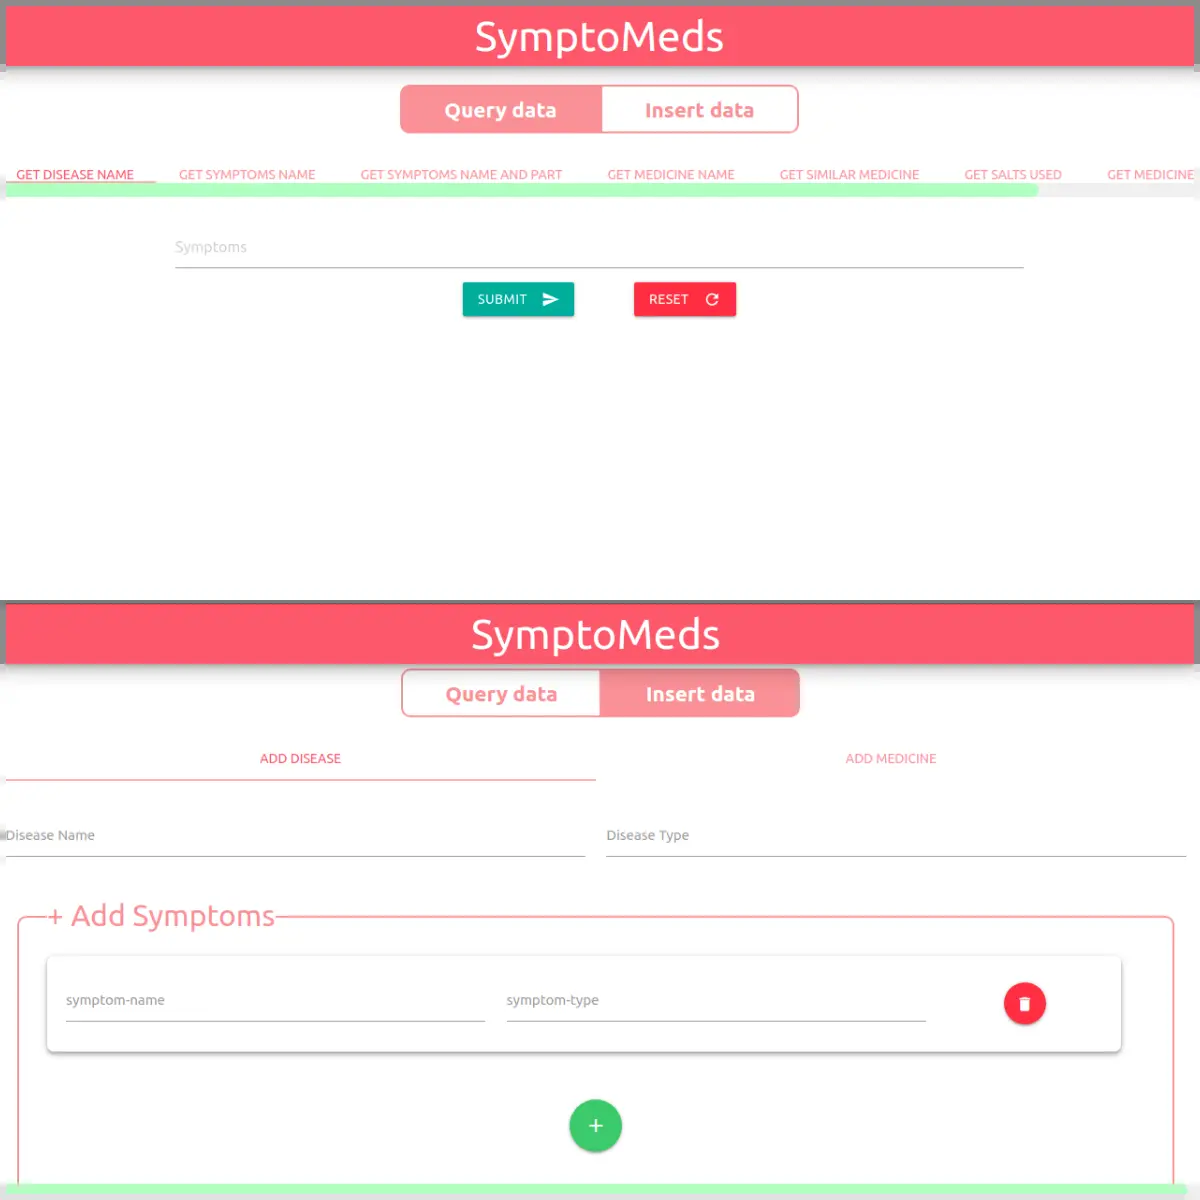 SymptoMeds
Query data Insert data
GET DISEASE NAME GET SYMPTOMS NAME GET SYMPTOMS NAME AND PART GET MEDICINE NAME GET SIMILAR MEDICINE GET SALTS USED GET MEDICINE
Symptoms
SUBMIT RESET
SymptoMeds
Query data Insert data
ADD DISEASE ADD MEDICINE
Disease Name Disease Type
+ Add Symptoms
symptom-name symptom-type
+